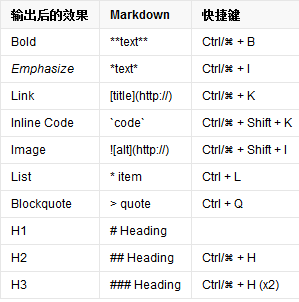 输出后的效果 Markdown 快捷键
Bold **text** Ctrl/⌘ + B
Emphasize *text* Ctrl/⌘ + I
Link [title](http://) Ctrl/⌘ + K
Inline Code `code` Ctrl/⌘ + Shift + K
Image ![alt](http://) Ctrl/⌘ + Shift + I
List * item Ctrl + L
Blockquote > quote Ctrl + Q
H1 # Heading
H2 ## Heading Ctrl/⌘ + H
H3 ### Heading Ctrl/⌘ + H (x2)